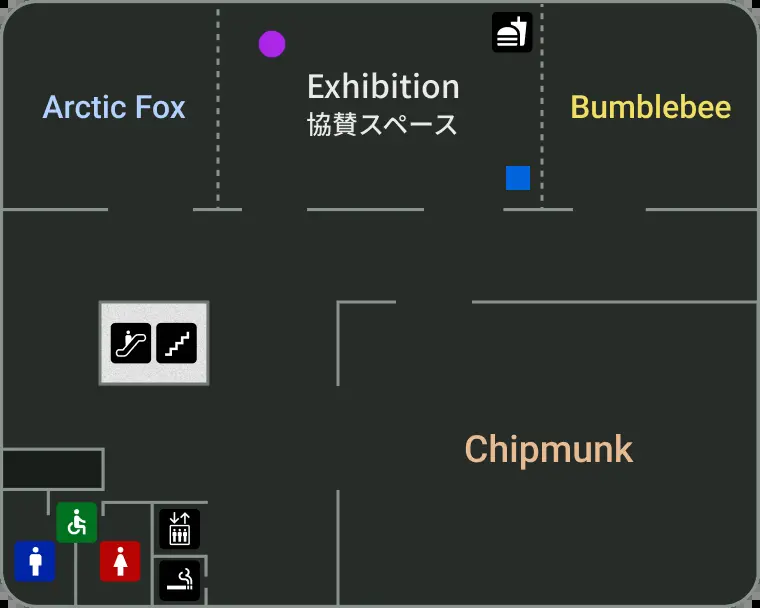 Exhibition
協賛スペース
Arctic Fox
Bumblebee
Chipmunk